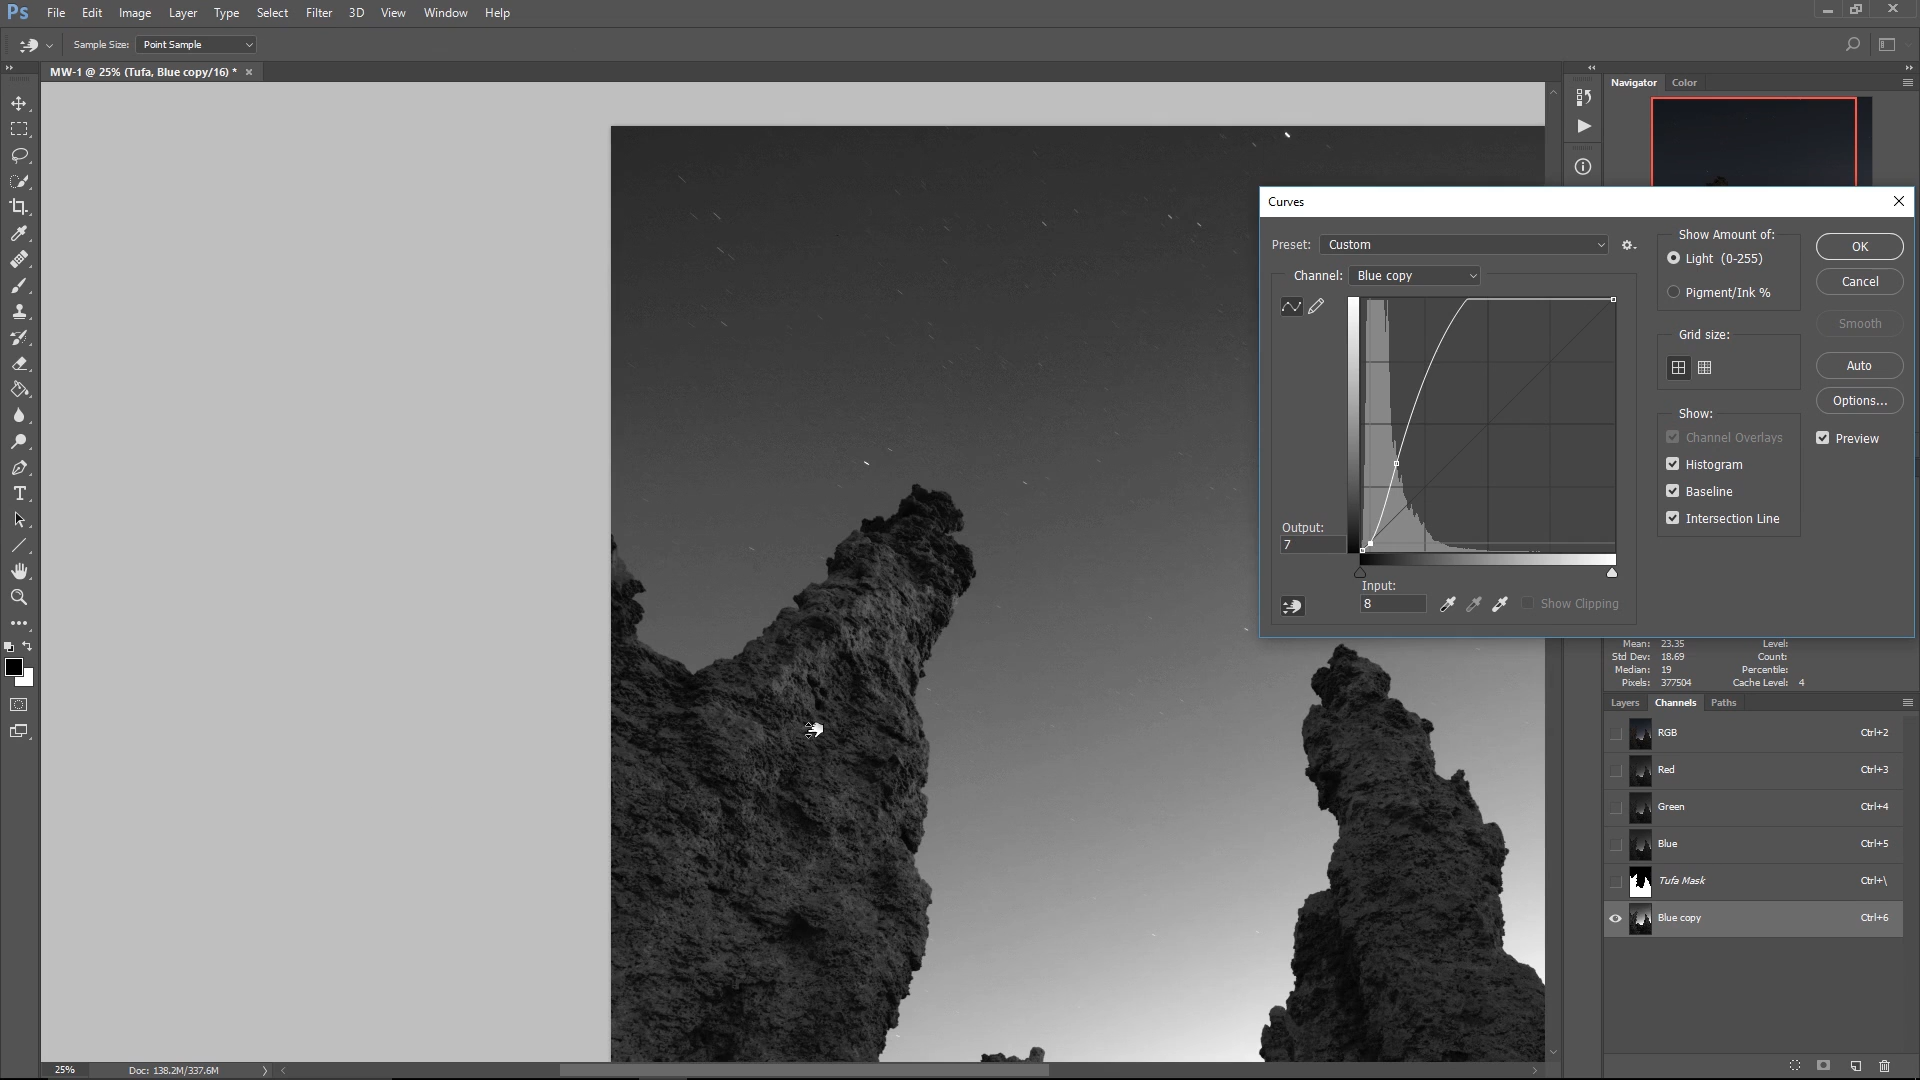 Ps File Edit Image Layer Type Select Filter 3D View Window Help
Sample Size: Point Sample
MW-1 @ 25% (Tufa, Blue copy/16) * ×
Navigator Color
Curves
Preset: Custom
Channel: Blue copy
Output:
7
Input:
8
Show Clipping
Show Amount of:
Light (0-255)
Pigment/Ink %
Grid size:
Show:
Channel Overlays
Histogram
Baseline
Intersection Line
OK
Cancel
Smooth
Auto
Options...
Preview
Mean: 23.35 Level:
Std Dev: 18.69 Count:
Median: 19 Percentile:
Pixels: 377504 Cache Level: 4
Layers Channels Paths
RGB Ctrl+2
Red Ctrl+3
Green Ctrl+4
Blue Ctrl+5
Tufa Mask Ctrl+\
Blue copy Ctrl+6
25% Doc: 138.2M/337.6M